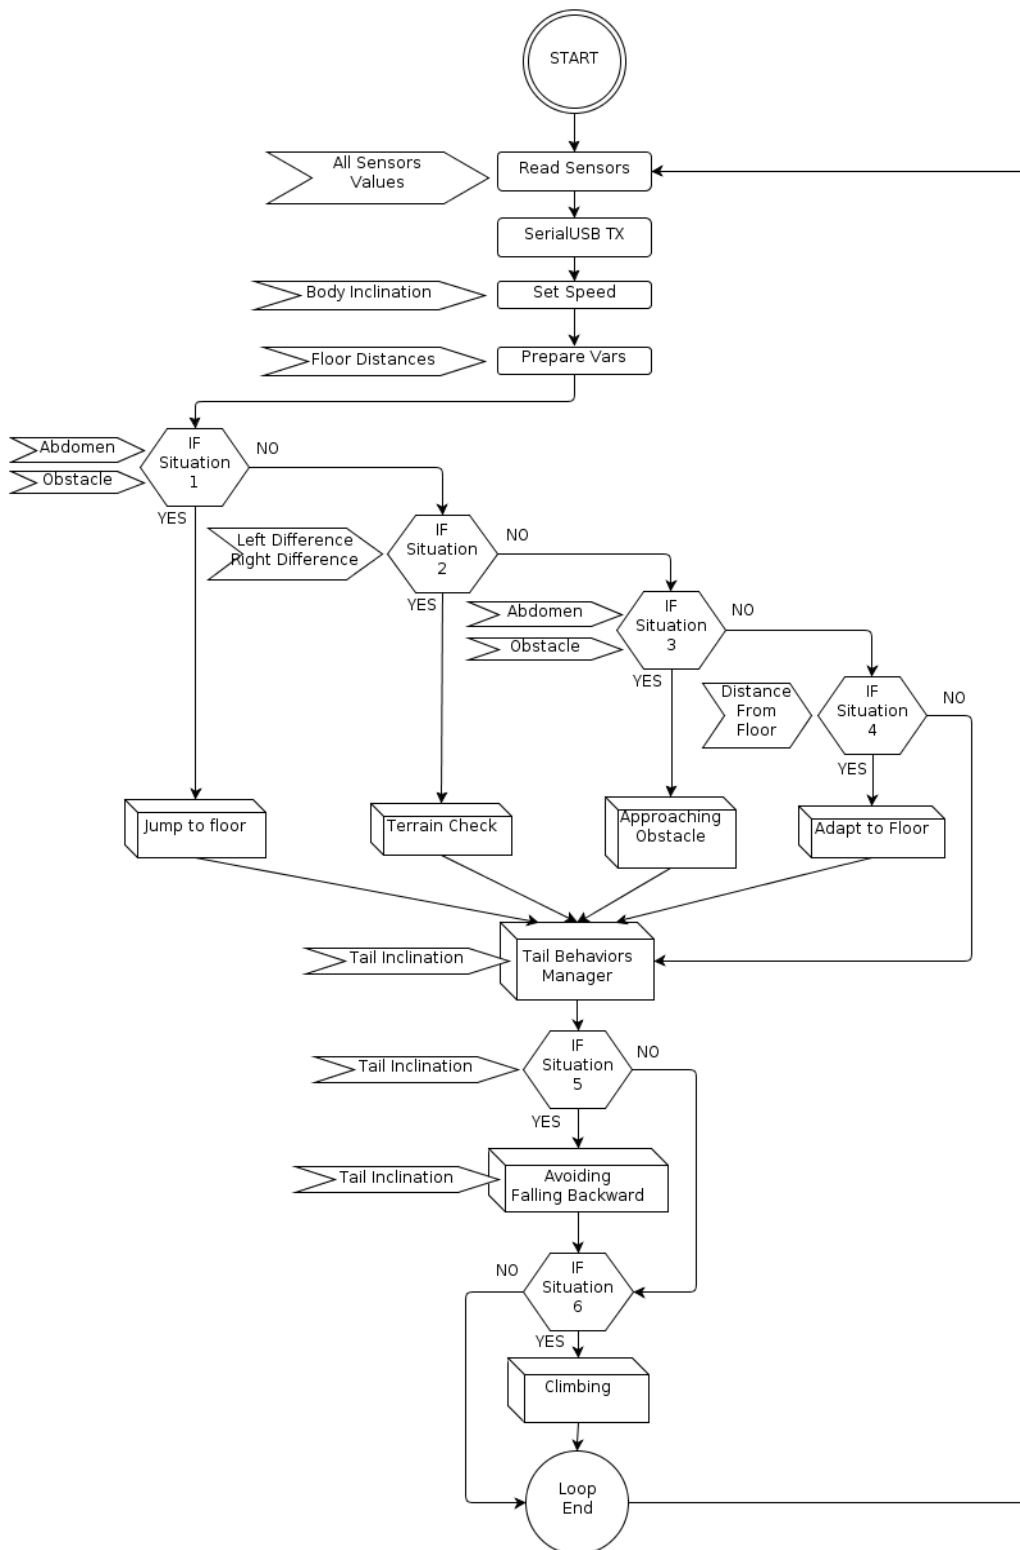 START
All Sensors
Values
Read Sensors
SerialUSB TX
Body Inclination
Set Speed
Floor Distances
Prepare Vars
Abdomen
Obstacle
IF
Situation
1
NO
YES
Left Difference
Right Difference
IF
Situation
2
NO
YES
Abdomen
Obstacle
IF
Situation
3
NO
YES
Distance
From
Floor
IF
Situation
4
NO
YES
Jump to floor
Terrain Check
Approaching
Obstacle
Adapt to Floor
Tail Inclination
Tail Behaviors
Manager
Tail Inclination
IF
Situation
5
NO
YES
Tail Inclination
Avoiding
Falling Backward
NO
IF
Situation
6
YES
Climbing
Loop
End